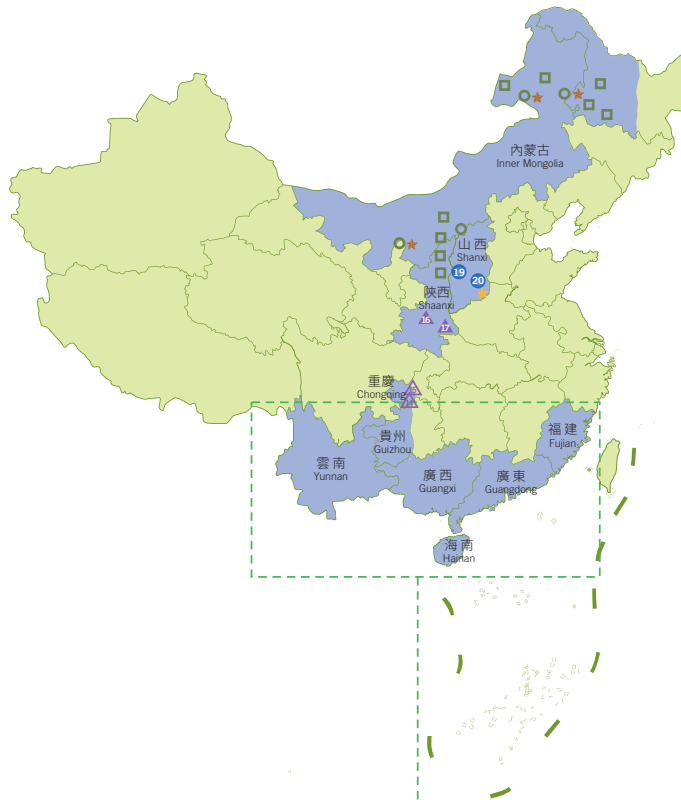 內蒙古
Inner Mongolia
山西
Shanxi
19
20
陝西
Shaanxi
16
17
重慶
Chongqing
貴州
Guizhou
福建
Fujian
雲南
Yunnan
廣西
Guangxi
廣東
Guangdong
海南
Hainan